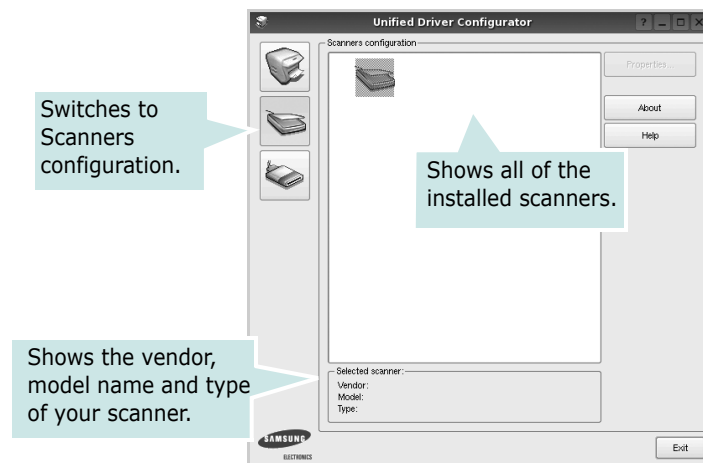 Unified Driver Configurator
Scanners configuration
Properties...
About
Help
Switches to
Scanners
configuration.
Shows all of the
installed scanners.
Shows the vendor,
model name and type
of your scanner.
Selected scanner:
Vendor:
Model:
Type:
SAMSUNG
ELECTRONICS
Exit